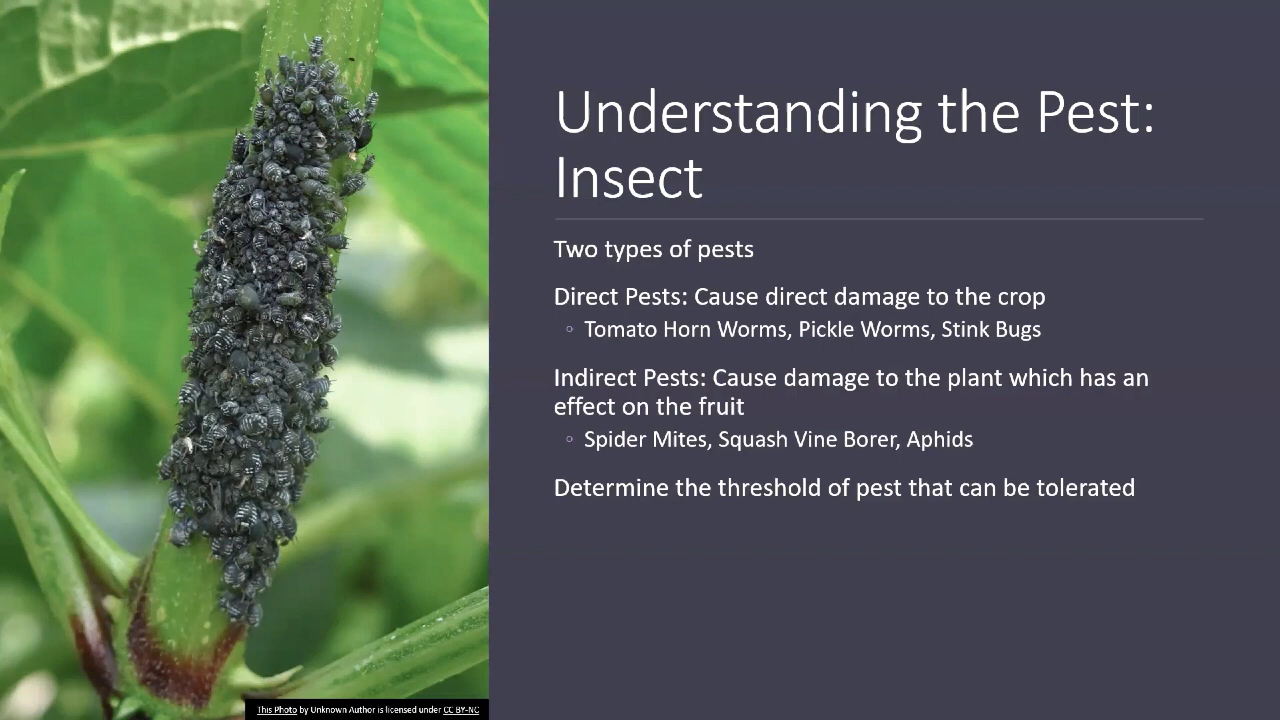 Understanding the Pest:
Insect
Two types of pests
Direct Pests: Cause direct damage to the crop
◦ Tomato Horn Worms, Pickle Worms, Stink Bugs
Indirect Pests: Cause damage to the plant which has an
effect on the fruit
◦ Spider Mites, Squash Vine Borer, Aphids
Determine the threshold of pest that can be tolerated
This Photo by Unknown Author is licensed under CC BY-NC